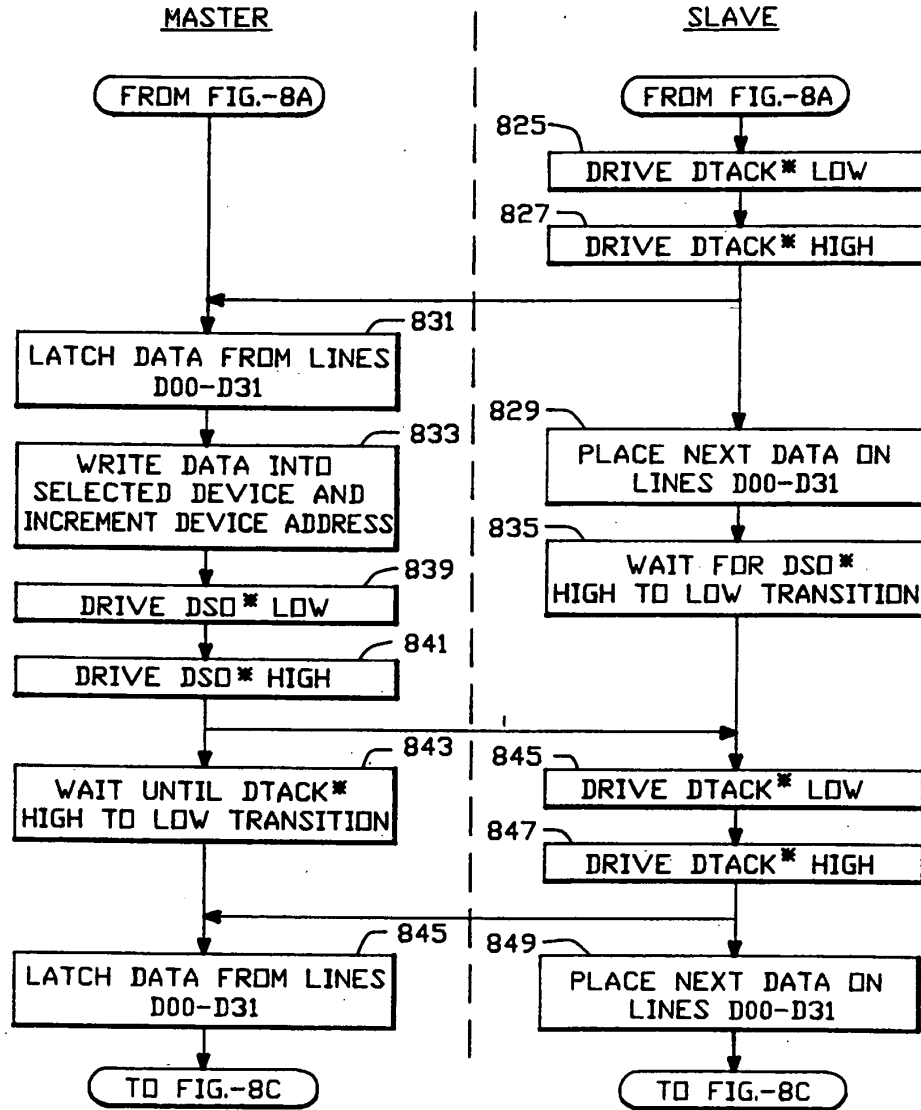 MASTER
SLAVE
FROM FIG.-8A
FROM FIG.-8A
825
DRIVE DTACK* LOW
827
DRIVE DTACK* HIGH
831
LATCH DATA FROM LINES
D00-D31
829
PLACE NEXT DATA ON
LINES D00-D31
833
WRITE DATA INTO
SELECTED DEVICE AND
INCREMENT DEVICE ADDRESS
835
WAIT FOR DSO*
HIGH TO LOW TRANSITION
839
DRIVE DSO* LOW
841
DRIVE DSO* HIGH
843
WAIT UNTIL DTACK*
HIGH TO LOW TRANSITION
845
DRIVE DTACK* LOW
847
DRIVE DTACK* HIGH
845
LATCH DATA FROM LINES
D00-D31
849
PLACE NEXT DATA ON
LINES D00-D31
TO FIG.-8C
TO FIG.-8C